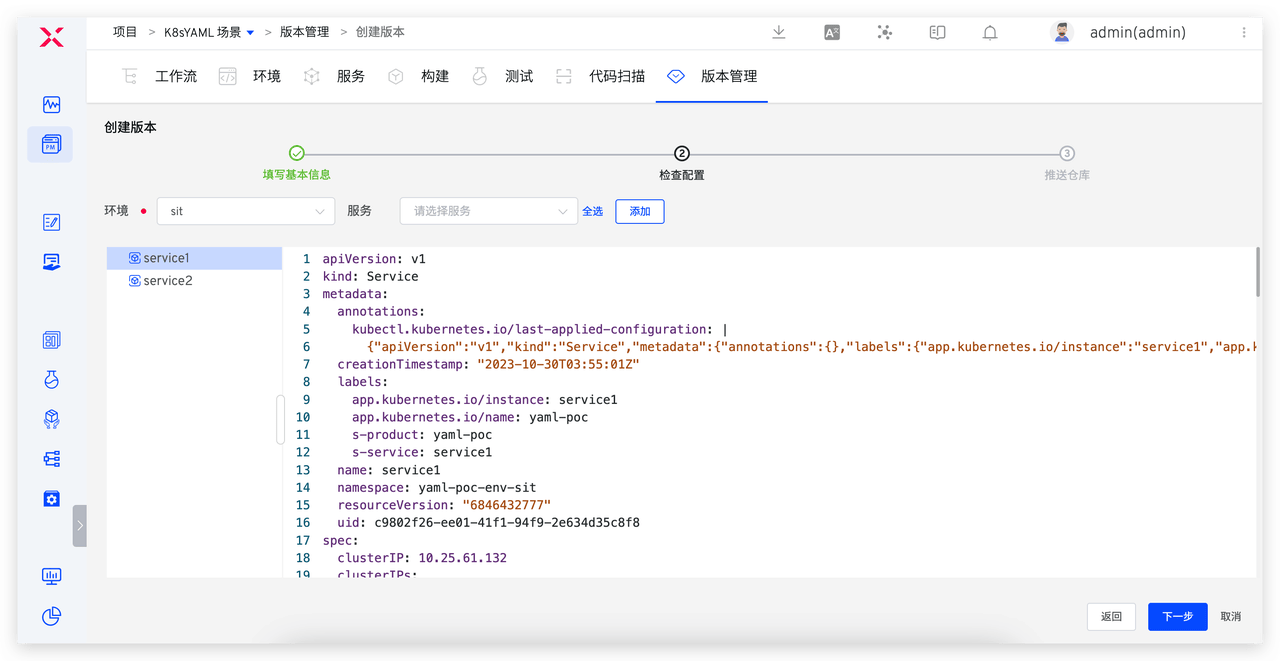 项目 > K8sYAML 场景 > 版本管理 > 创建版本
admin(admin)
工作流 环境 服务 构建 测试 代码扫描 版本管理
创建版本
2 3
填写基本信息 检查配置 推送仓库
环境 sit 服务 请选择服务 全选 添加
service1
service2
1 apiVersion: v1
2 kind: Service
3 metadata:
4 annotations:
5 kubectl.kubernetes.io/last-applied-configuration: |
6 {"apiVersion":"v1","kind":"Service","metadata":{"annotations":{},"labels":{"app.kubernetes.io/instance":"service1","app.k
7 creationTimestamp: "2023-10-30T03:55:01Z"
8 labels:
9 app.kubernetes.io/instance: service1
10 app.kubernetes.io/name: yaml-poc
11 s-product: yaml-poc
12 s-service: service1
13 name: service1
14 namespace: yaml-poc-env-sit
15 resourceVersion: "6846432777"
16 uid: c9802f26-ee01-41f1-94f9-2e634d35c8f8
17 spec:
18 clusterIP: 10.25.61.132
19 clusterIPs:
返回 下一步 取消